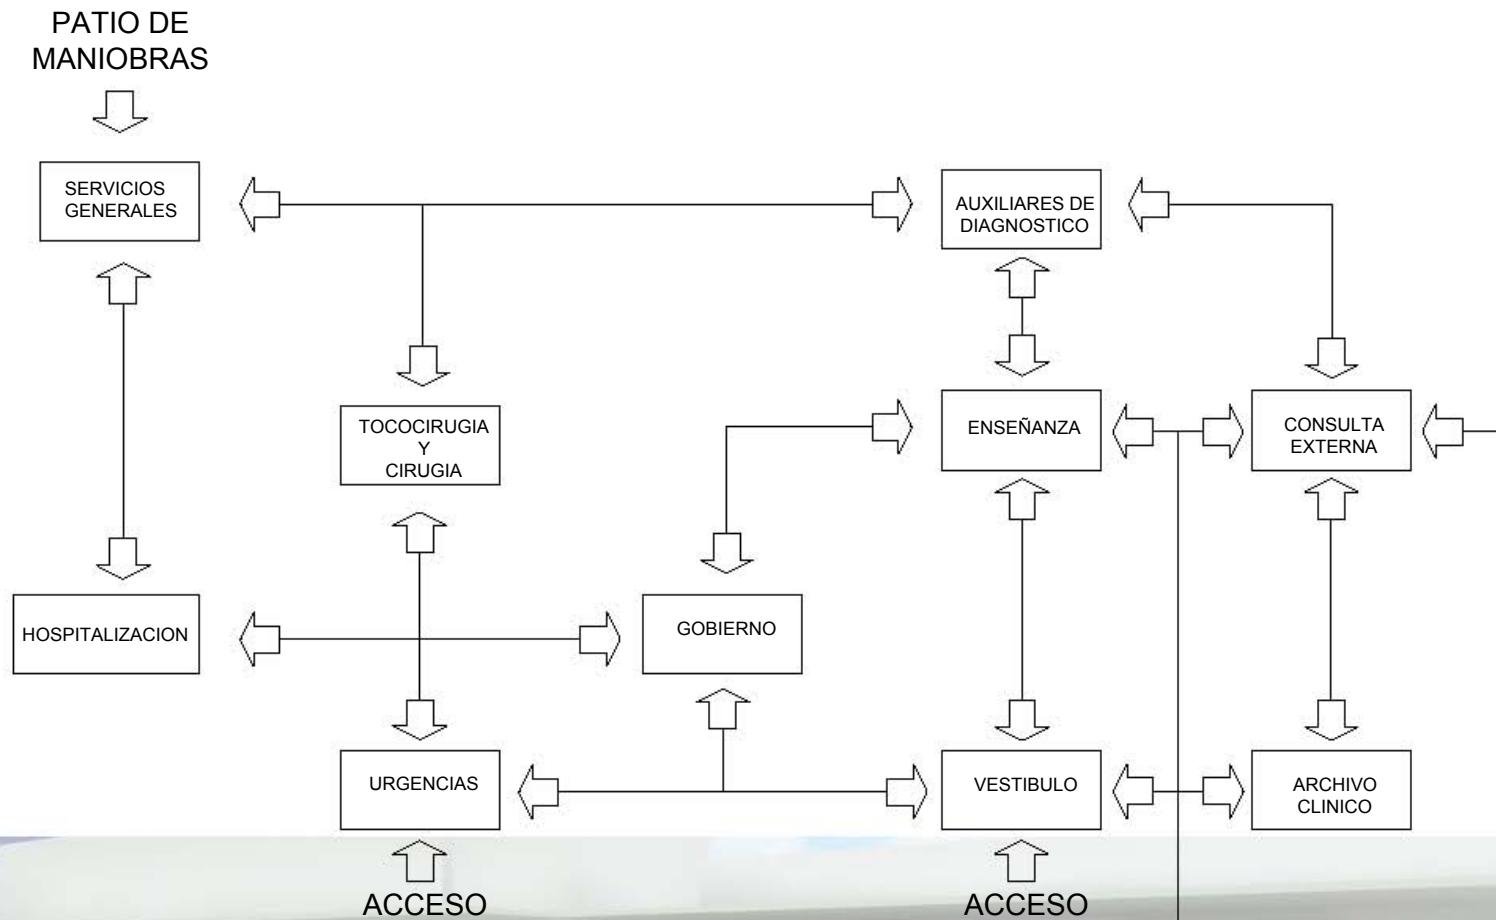 PATIO DE
MANIOBRAS
SERVICIOS
GENERALES
AUXILIARES DE
DIAGNOSTICO
TOCOCIRUGIA
Y
CIRUGIA
ENSEÑANZA
CONSULTA
EXTERNA
HOSPITALIZACION
GOBIERNO
URGENCIAS
VESTIBULO
ARCHIVO
CLINICO
ACCESO
ACCESO